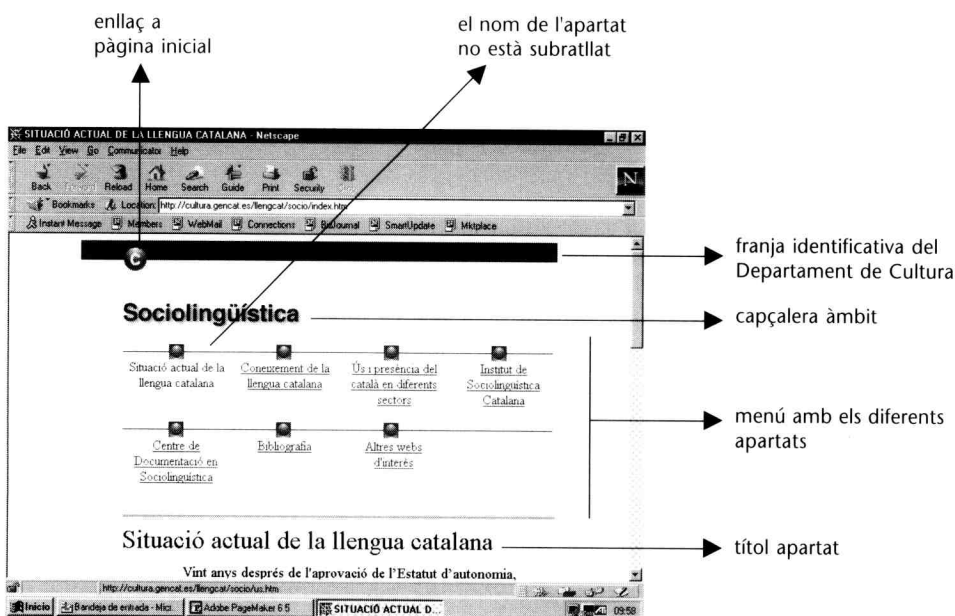 enllaç a
pàgina inicial
el nom de l'apartat
no està subratllat
SITUACIÓ ACTUAL DE LA LLENGUA CATALANA - Netscape
File Edit View Go Communicator Help
Back Forward Reload Home Search Guide Print Security
N
Bookmarks Location: http://cultura.gencat.es/llengcat/socio/index.htm
Instant Message Members WebMail Connections BizJournal SmartUpdate Mktplace
C
franja identificativa del
Departament de Cultura
Sociolingüística
capçalera àmbit
Situació actual de la
llengua catalana
Coneixement de la
llengua catalana
Ús i presència del
català en diferents
sectors
Institut de
Sociolingüística
Catalana
menú amb els diferents
apartats
Centre de
Documentació en
Sociolingüística
Bibliografia
Altres webs
d'interès
Situació actual de la llengua catalana
títol apartat
Vint anys després de l'aprovació de l'Estatut d'autonomia,
http://cultura.gencat.es/llengcat/socio/us.htm
Inicio Bandeja de entrada - Micr... Adobe PageMaker 6.5 SITUACIÓ ACTUAL D... 09:58